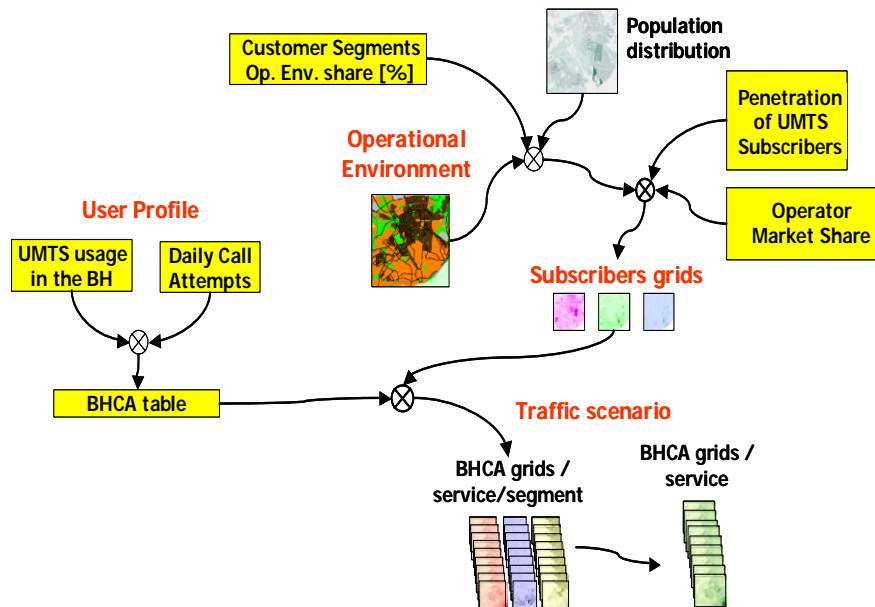 Customer Segments
Op. Env. share [%]
Population
distribution
Penetration
of UMTS
Subscribers
Operational
Environment
User Profile
Operator
Market Share
UMTS usage
in the BH
Daily Call
Attempts
Subscribers grids
BHCA table
Traffic scenario
BHCA grids /
service/segment
BHCA grids /
service